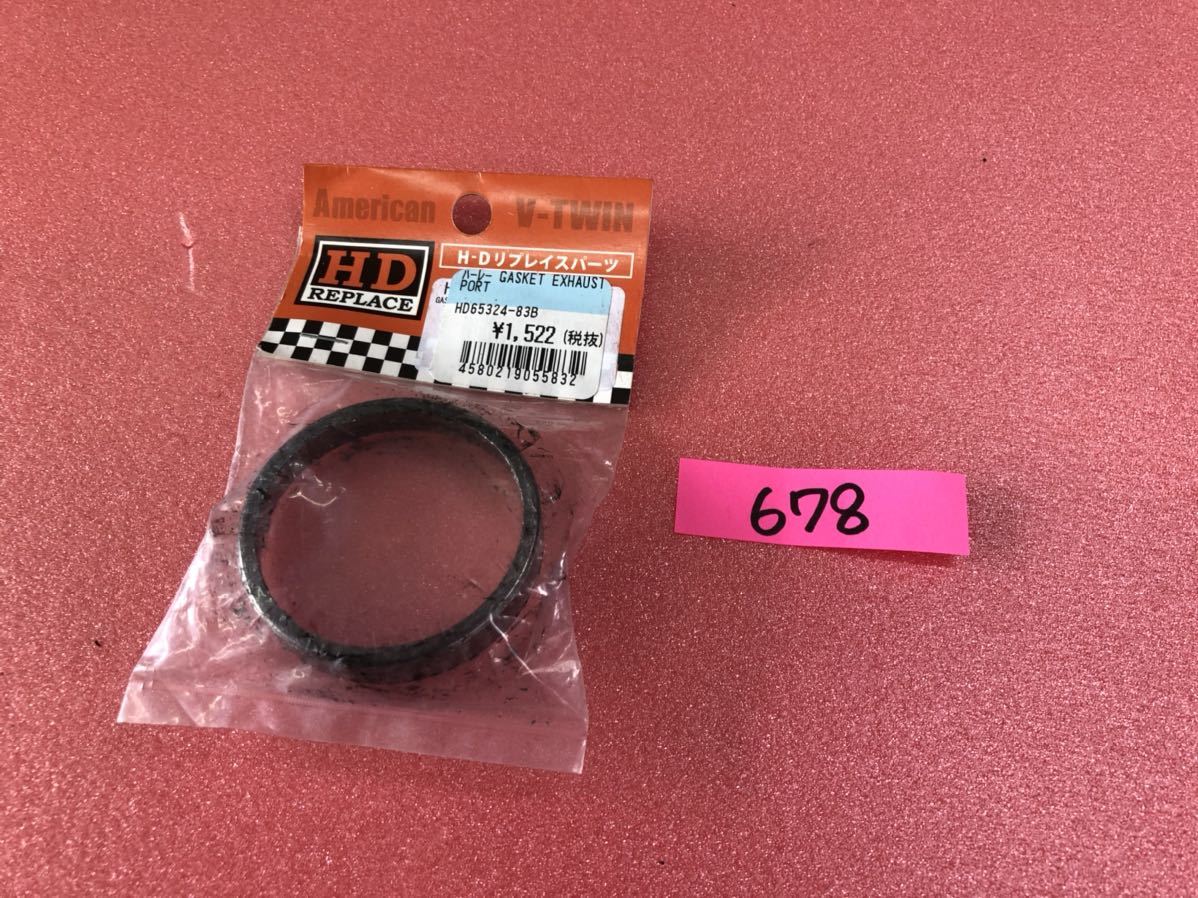 American V-TWIN
HD
REPLACE
H-Dリプレイスパーツ
ハーレー GASKET EXHAUST
PORT
H
GAS
HD65324-83B
¥1,522 (税抜)
4580219055832
678